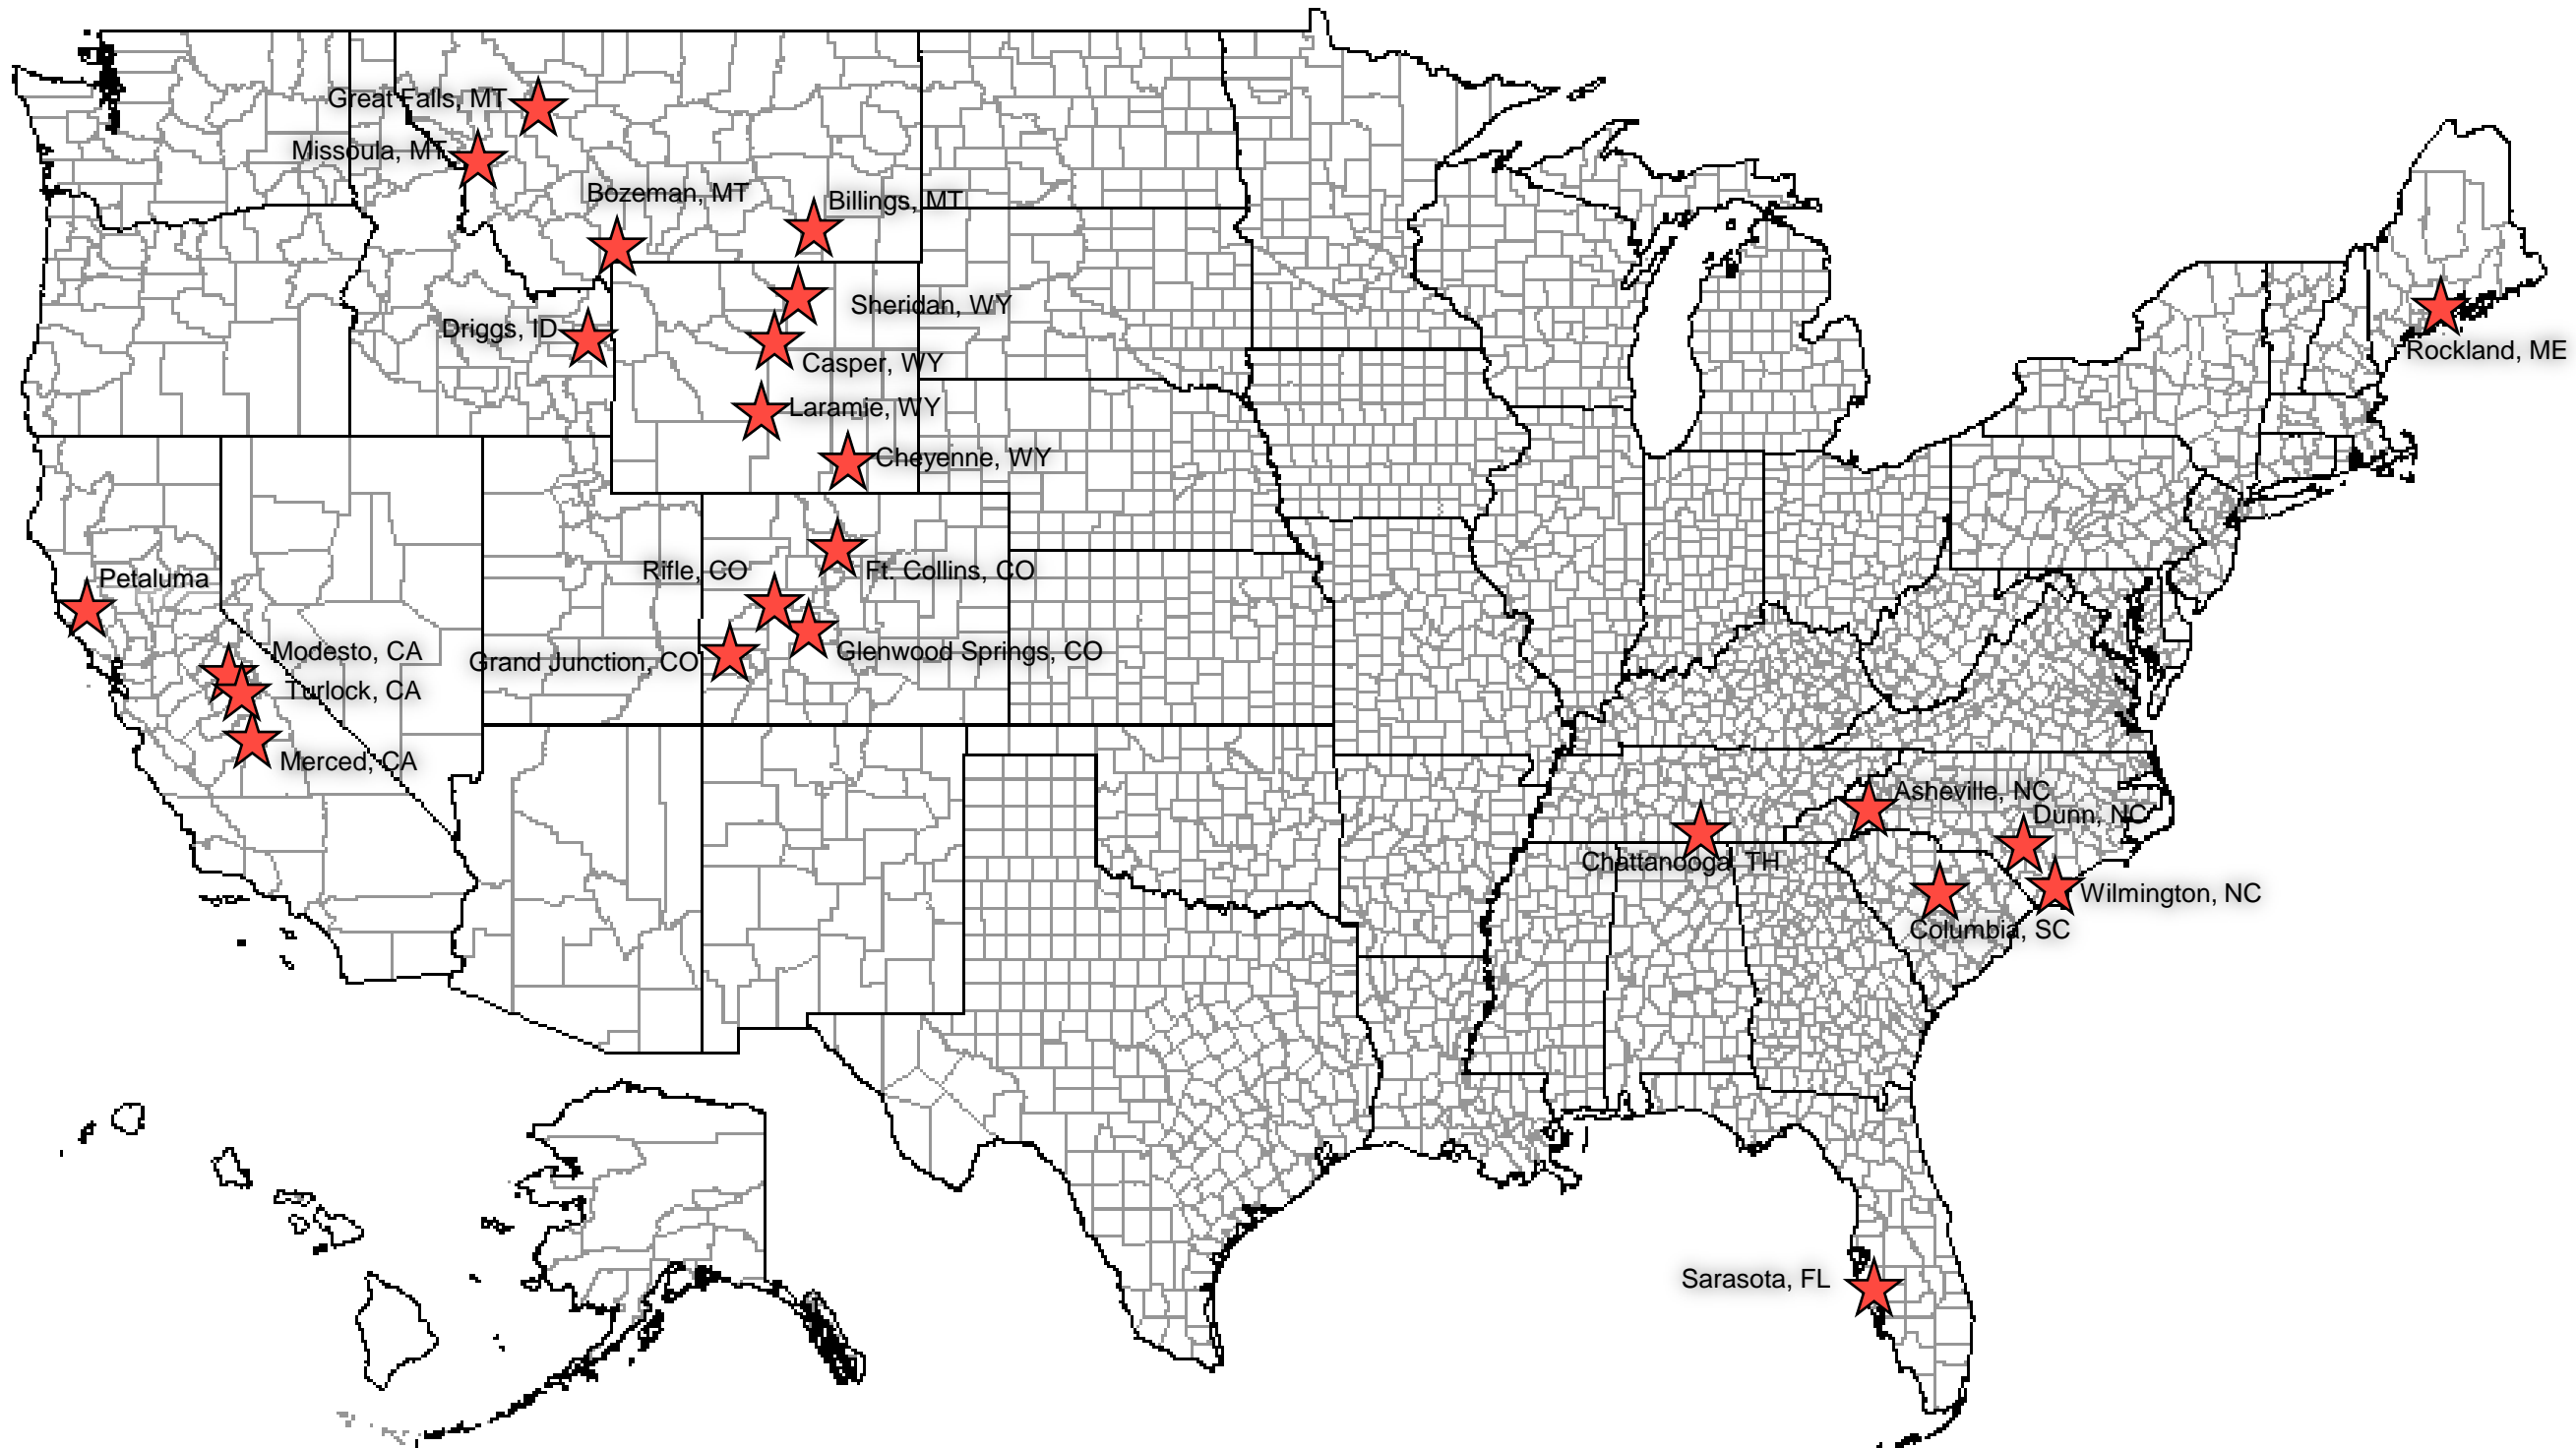 Great Falls, MT
Missoula, MT
Bozeman, MT
Billings, MT
Sheridan, WY
Driggs, ID
Rockland, ME
Casper, WY
Laramie, WY
Cheyenne, WY
Rifle, CO
Ft. Collins, CO
Petaluma
Modesto, CA
Grand Junction, CO
Glenwood Springs, CO
Turlock, CA
Merced, CA
Asheville, NC
Dunn, NC
Chattanooga, TH
Wilmington, NC
Columbia, SC
Sarasota, FL